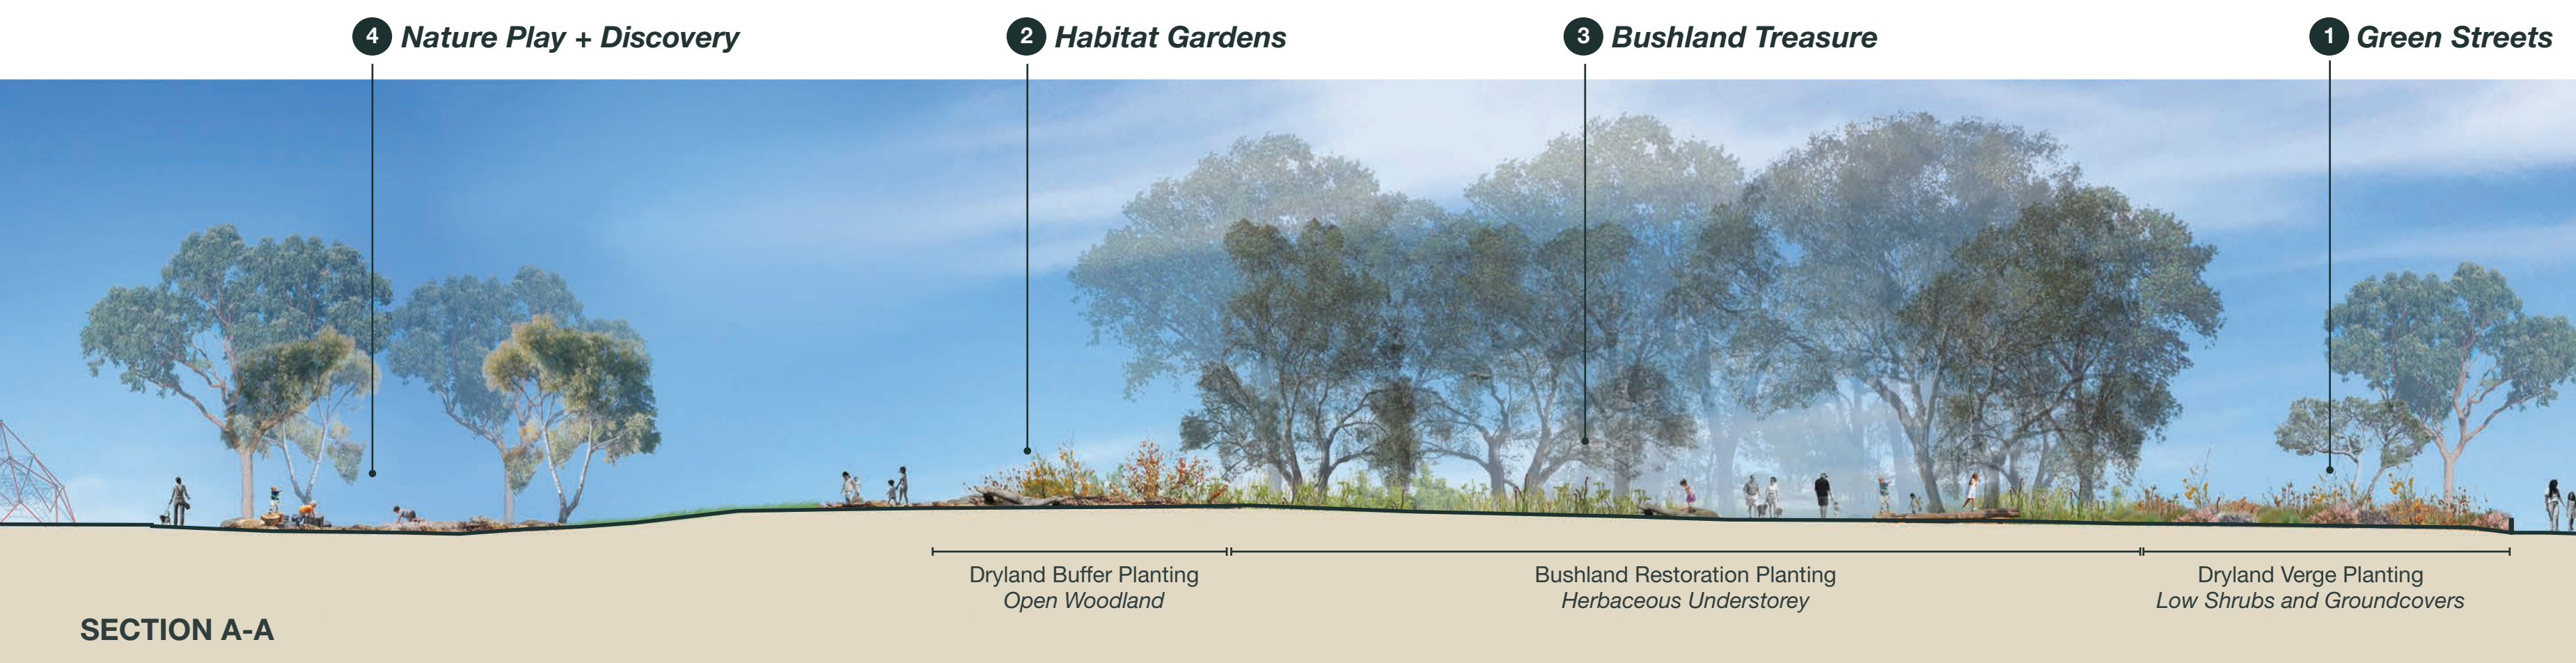 4 Nature Play + Discovery
2 Habitat Gardens
3 Bushland Treasure
1 Green Streets
Dryland Buffer Planting
Open Woodland
Bushland Restoration Planting
Herbaceous Understorey
Dryland Verge Planting
Low Shrubs and Groundcovers
SECTION A-A